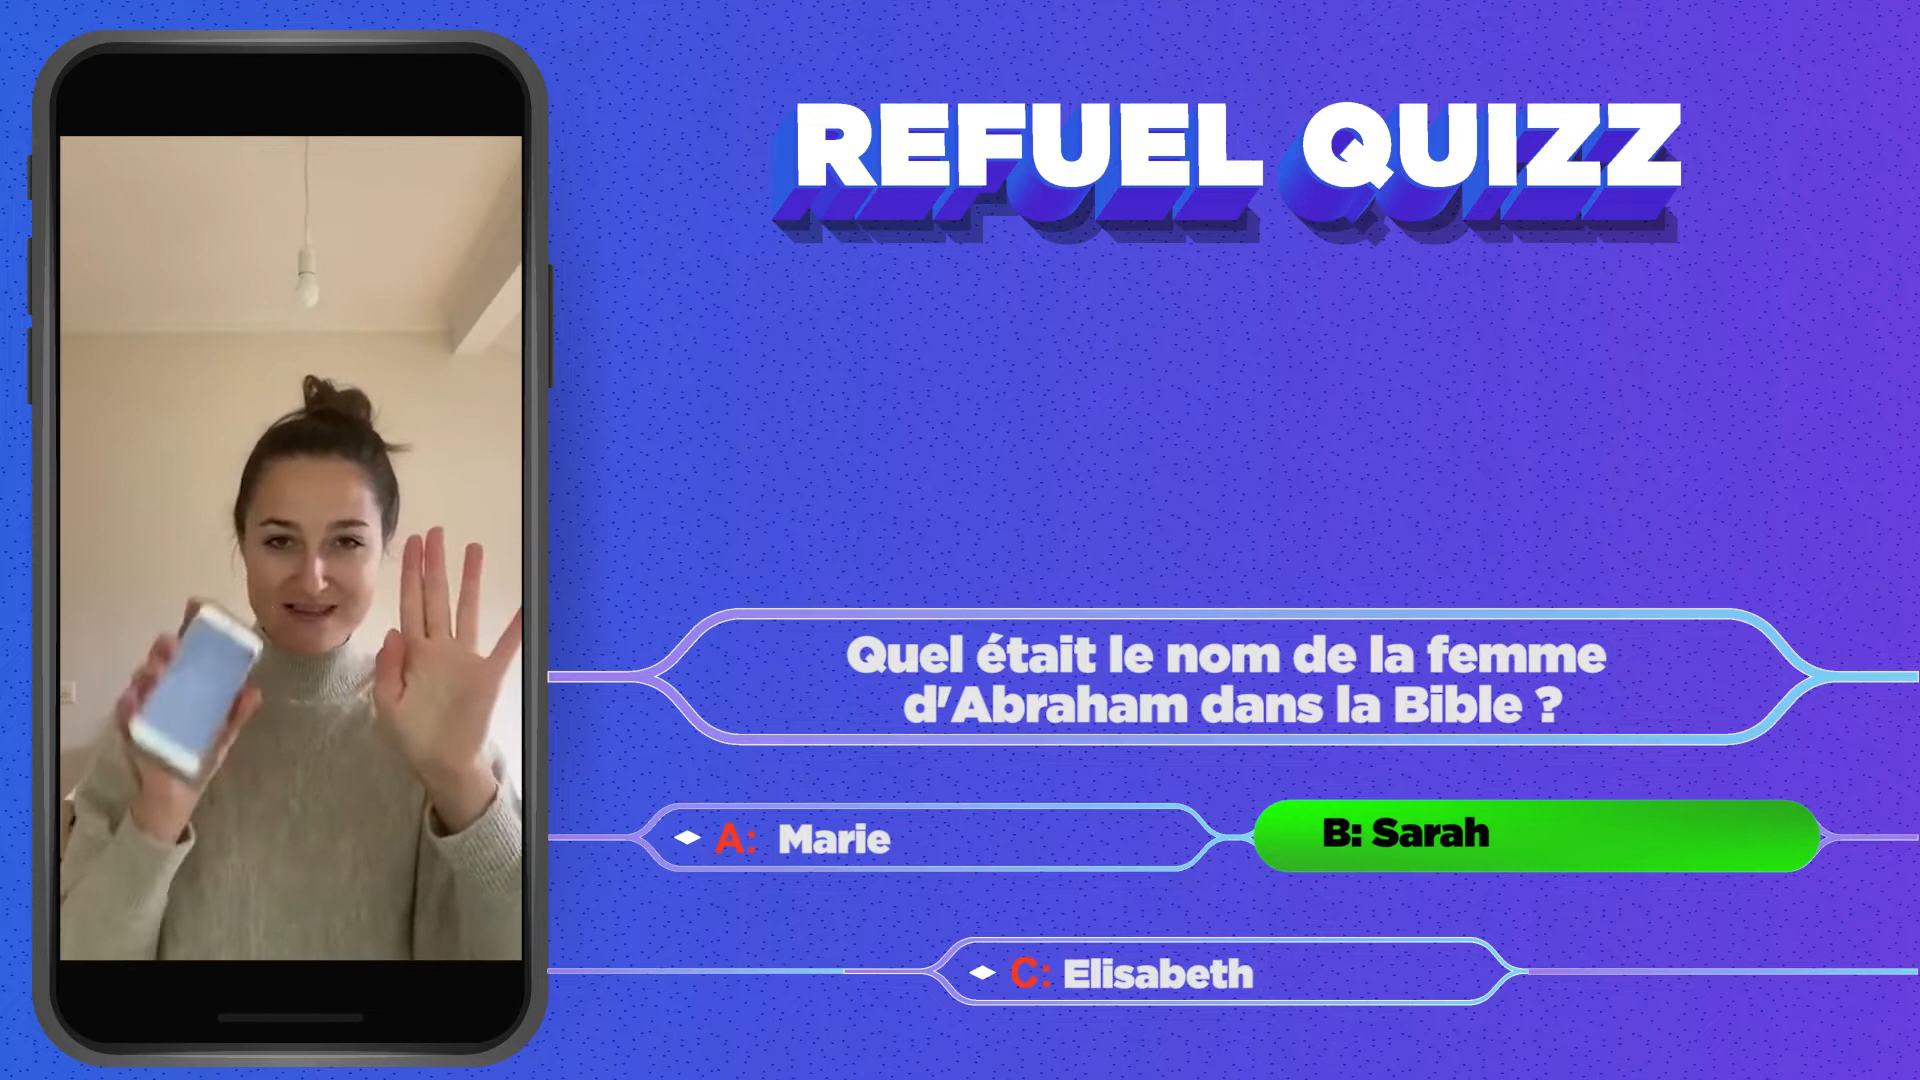 REFUEL QUIZZ
Quel était le nom de la femme
d'Abraham dans la Bible ?
A: Marie
B: Sarah
C: Elisabeth